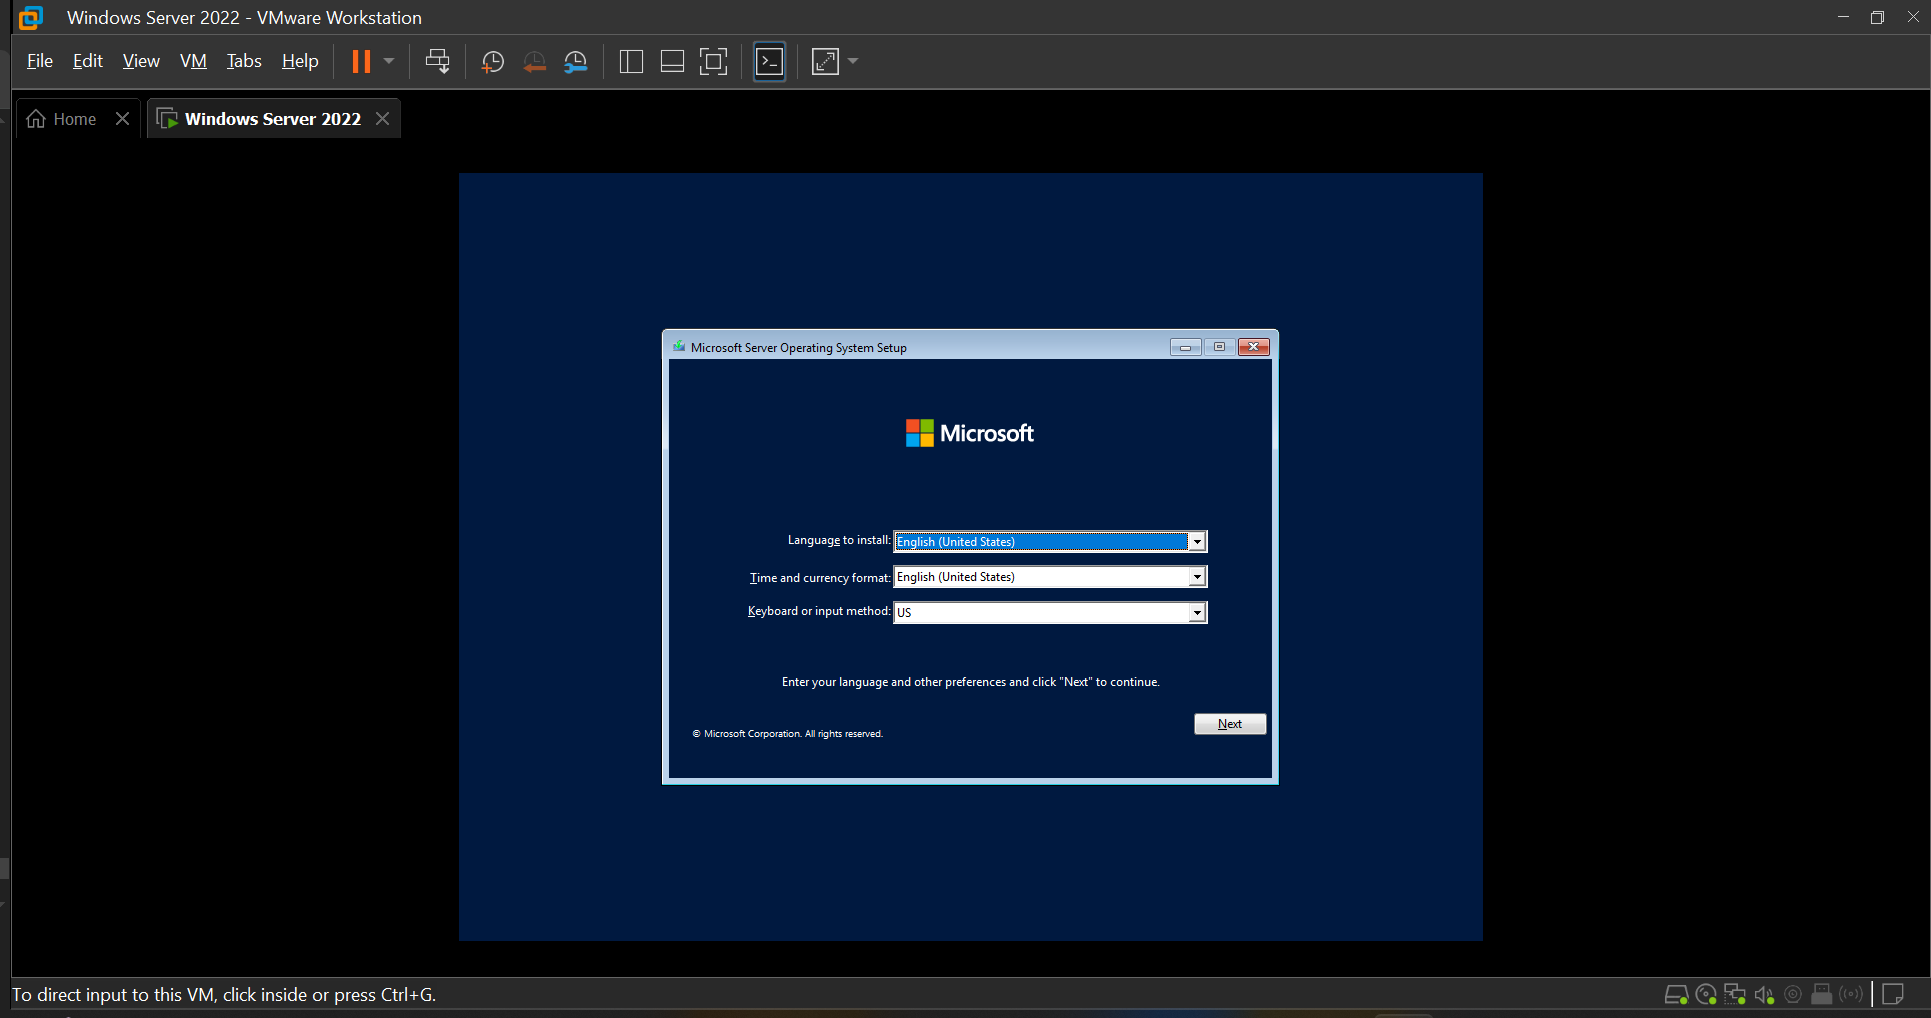 Windows Server 2022 - VMware Workstation
File Edit View VM Tabs Help
Home Windows Server 2022
Microsoft Server Operating System Setup
Microsoft
Language to install: English (United States)
Time and currency format: English (United States)
Keyboard or input method: US
Enter your language and other preferences and click "Next" to continue.
Next
© Microsoft Corporation. All rights reserved.
To direct input to this VM, click inside or press Ctrl+G.